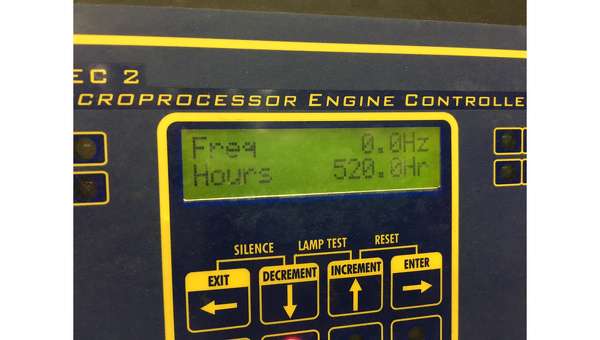 EC 2
CROPROCESSOR ENGINE CONTROLLE
Freq 0.0Hz
Hours 520.0Hr
SILENCE LAMP TEST RESET
EXIT DECREMENT INCREMENT ENTER